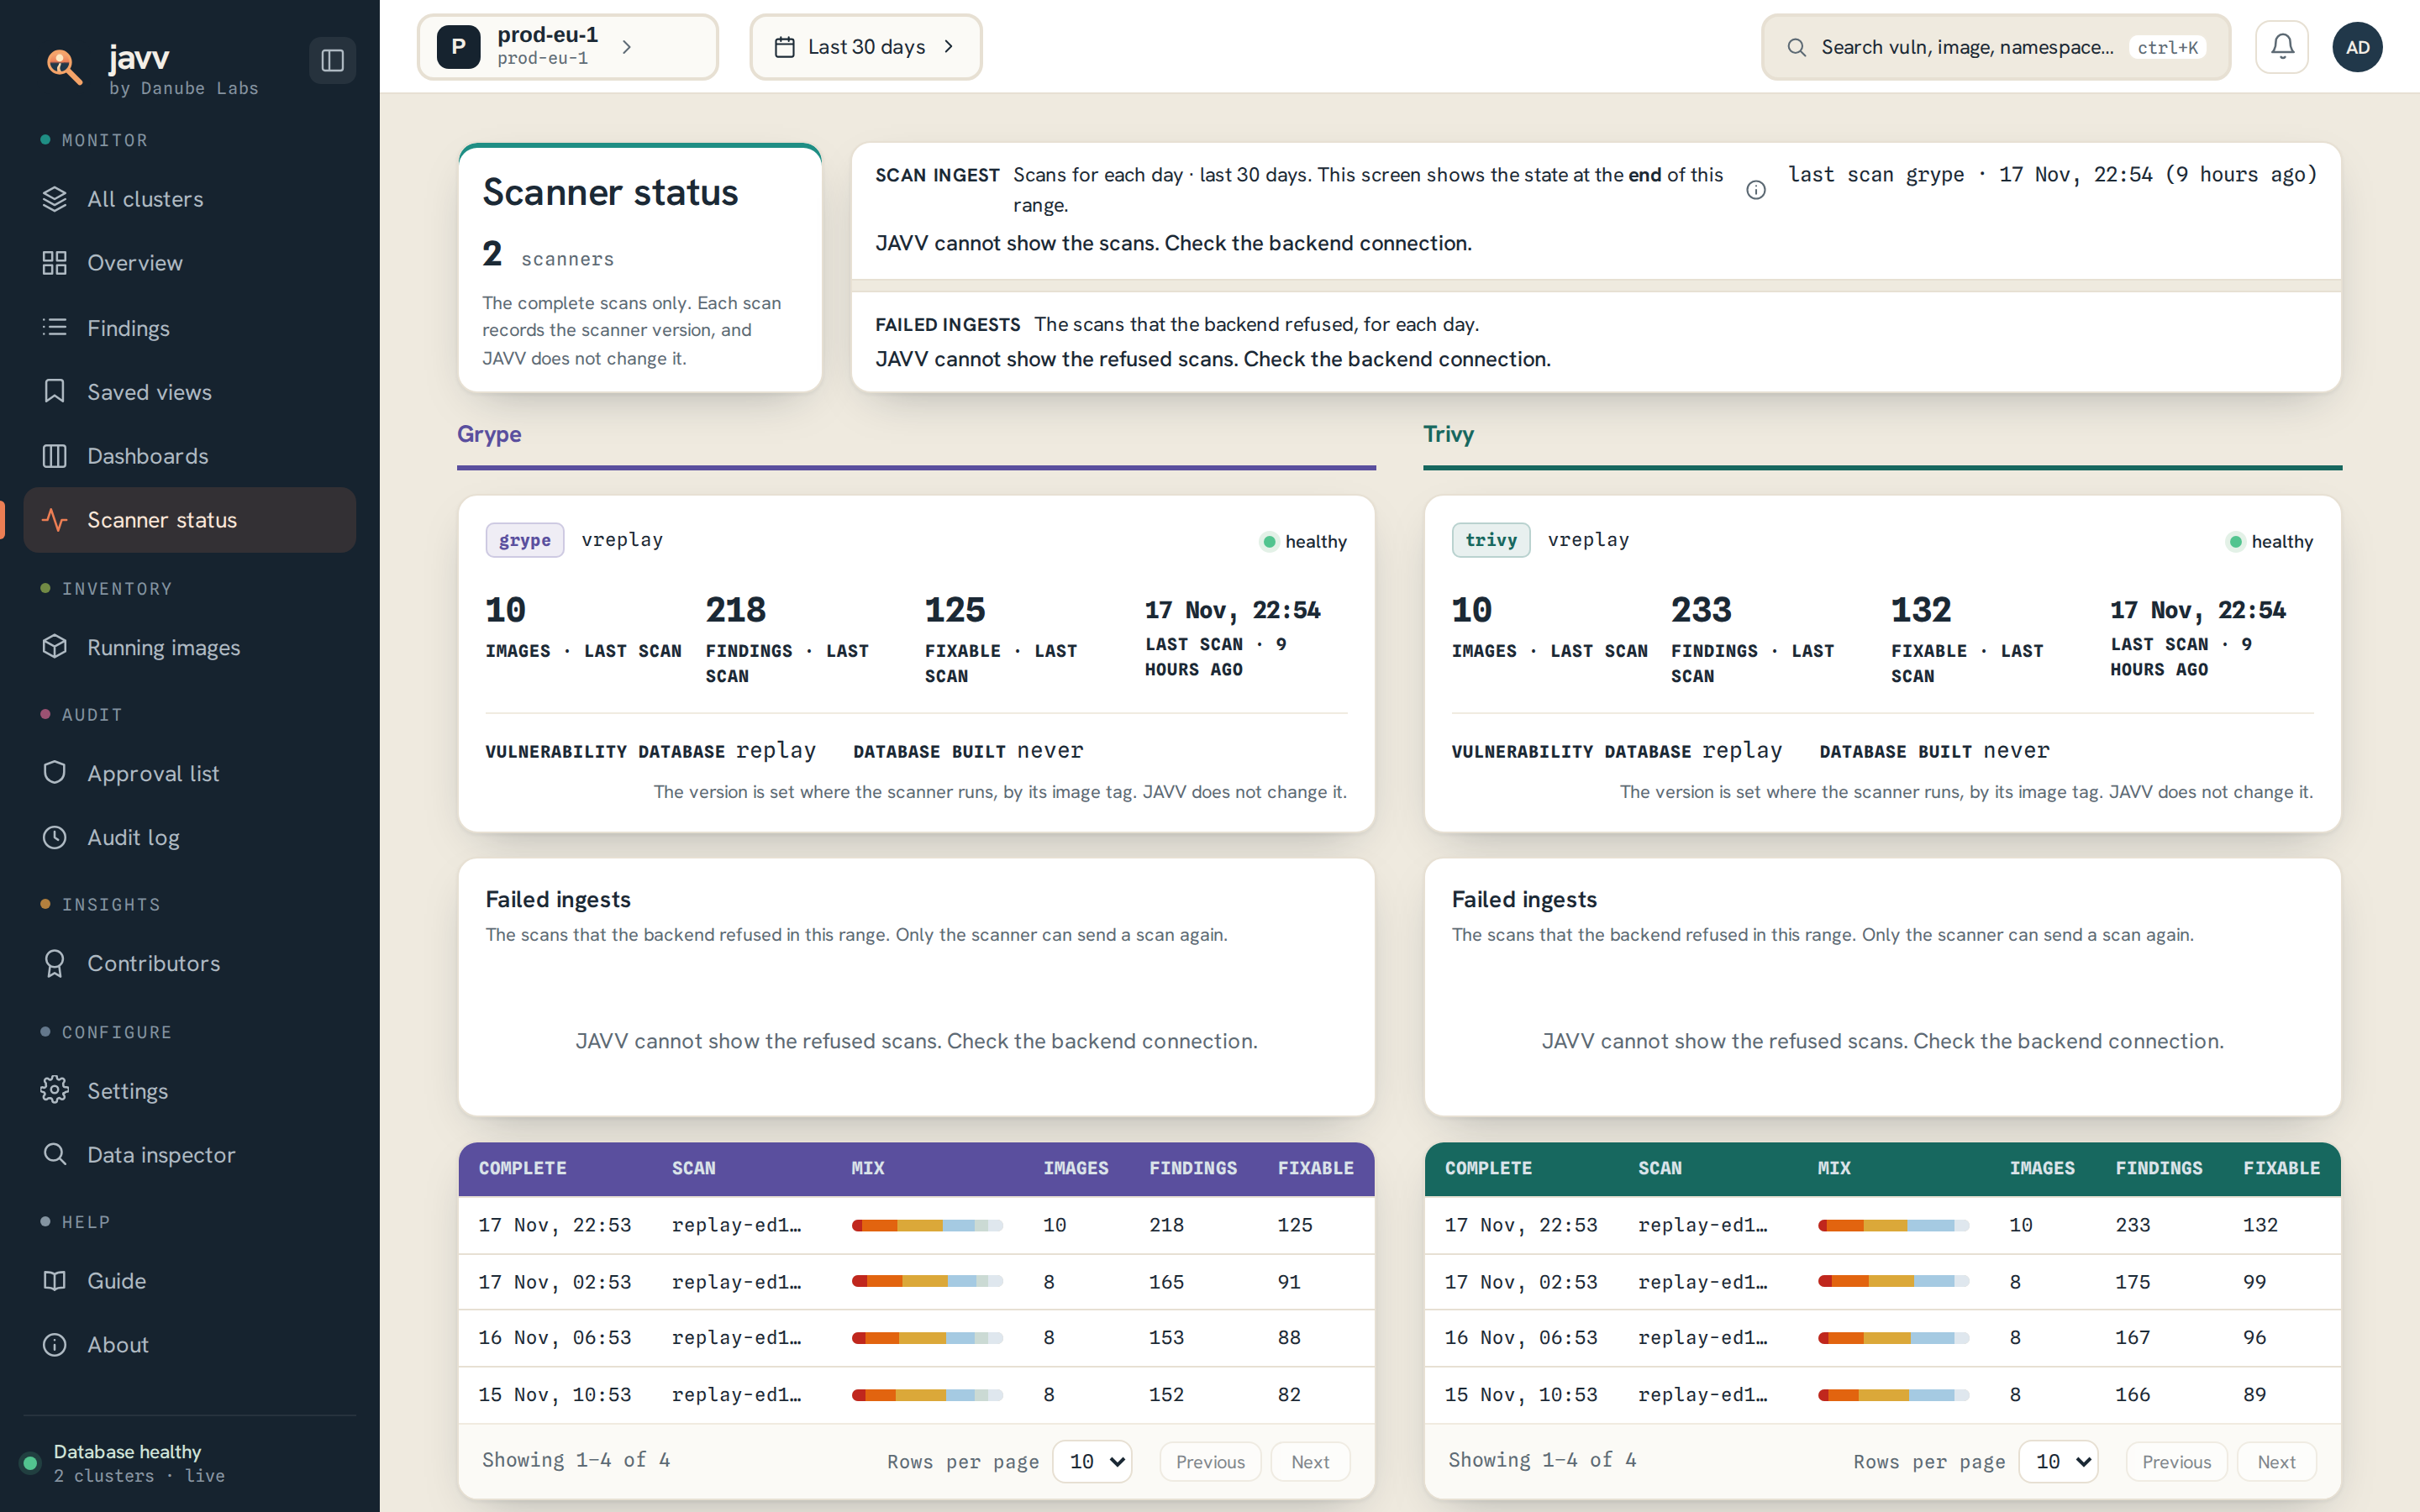 javv
by Danube Labs
MONITOR
All clusters
Overview
Findings
Saved views
Dashboards
Scanner status
INVENTORY
Running images
AUDIT
Approval list
Audit log
INSIGHTS
Contributors
CONFIGURE
Settings
Data inspector
HELP
Guide
About
Database healthy
2 clusters · live
P
prod-eu-1
prod-eu-1
Last 30 days
Search vuln, image, namespace...
ctrl+K
AD
Scanner status
2 scanners
The complete scans only. Each scan
records the scanner version, and
JAVV does not change it.
SCAN INGEST Scans for each day · last 30 days. This screen shows the state at the end of this
range.
last scan grype · 17 Nov, 22:54 (9 hours ago)
JAVV cannot show the scans. Check the backend connection.
FAILED INGESTS The scans that the backend refused, for each day.
JAVV cannot show the refused scans. Check the backend connection.
Grype
grype vreplay healthy
10 218 125 17 Nov, 22:54
IMAGES · LAST SCAN FINDINGS · LAST SCAN FIXABLE · LAST SCAN LAST SCAN · 9 HOURS AGO
VULNERABILITY DATABASE replay DATABASE BUILT never
The version is set where the scanner runs, by its image tag. JAVV does not change it.
Failed ingests
The scans that the backend refused in this range. Only the scanner can send a scan again.
JAVV cannot show the refused scans. Check the backend connection.
COMPLETE SCAN MIX IMAGES FINDINGS FIXABLE
17 Nov, 22:53 replay-ed1… 10 218 125
17 Nov, 02:53 replay-ed1… 8 165 91
16 Nov, 06:53 replay-ed1… 8 153 88
15 Nov, 10:53 replay-ed1… 8 152 82
Showing 1–4 of 4 Rows per page 10 Previous Next
Trivy
trivy vreplay healthy
10 233 132 17 Nov, 22:54
IMAGES · LAST SCAN FINDINGS · LAST SCAN FIXABLE · LAST SCAN LAST SCAN · 9 HOURS AGO
VULNERABILITY DATABASE replay DATABASE BUILT never
The version is set where the scanner runs, by its image tag. JAVV does not change it.
Failed ingests
The scans that the backend refused in this range. Only the scanner can send a scan again.
JAVV cannot show the refused scans. Check the backend connection.
COMPLETE SCAN MIX IMAGES FINDINGS FIXABLE
17 Nov, 22:53 replay-ed1… 10 233 132
17 Nov, 02:53 replay-ed1… 8 175 99
16 Nov, 06:53 replay-ed1… 8 167 96
15 Nov, 10:53 replay-ed1… 8 166 89
Showing 1–4 of 4 Rows per page 10 Previous Next